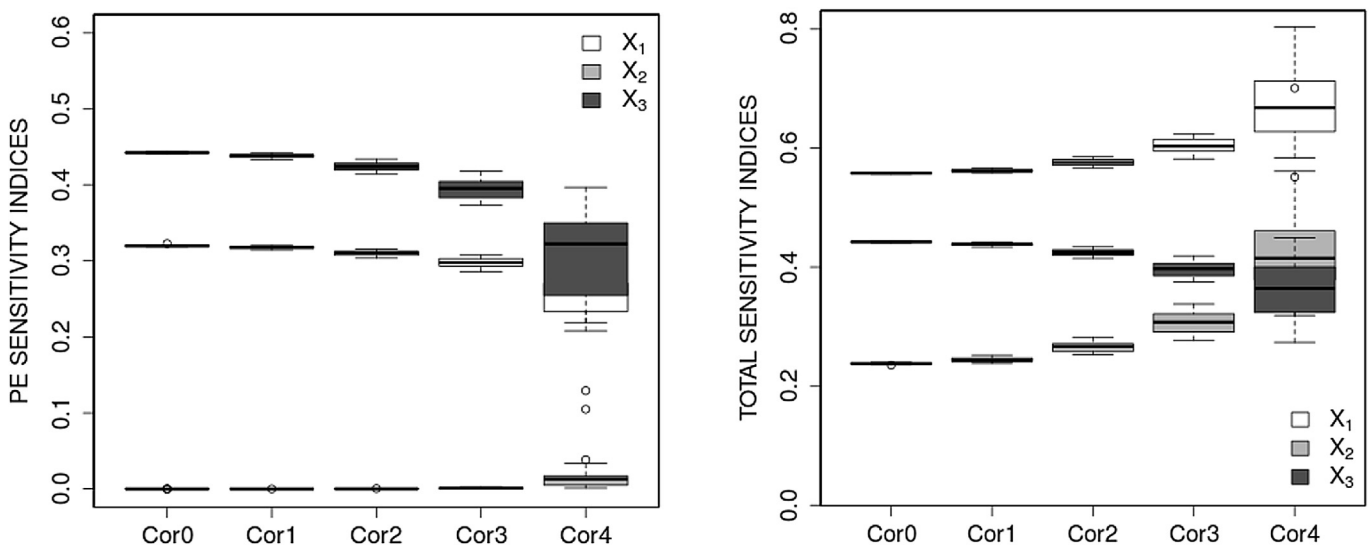 PE SENSITIVITY INDICES
0.6
0.5
0.4
0.3
0.2
0.1
0.0
X1
X2
X3
Cor0 Cor1 Cor2 Cor3 Cor4
TOTAL SENSITIVITY INDICES
0.8
0.6
0.4
0.2
0.0
X1
X2
X3
Cor0 Cor1 Cor2 Cor3 Cor4